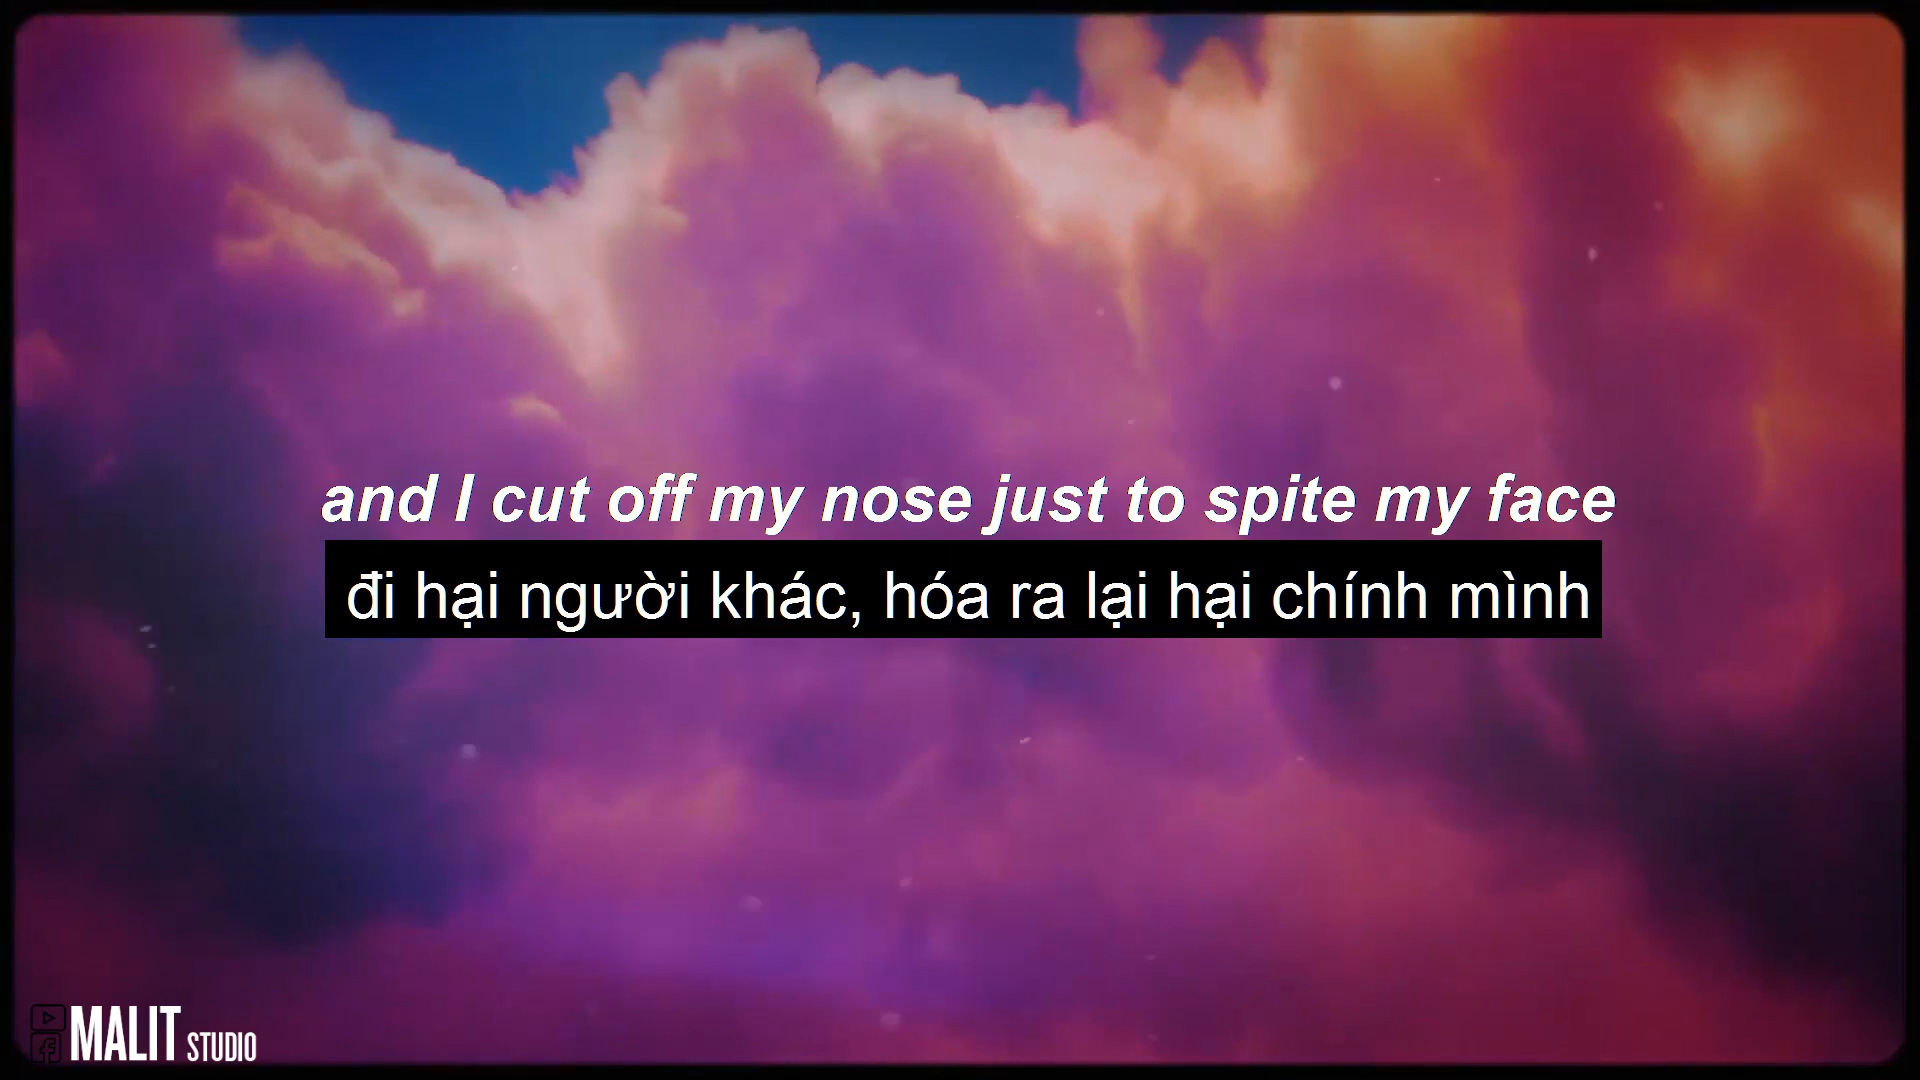 and I cut off my nose just to spite my face
đi hại người khác, hóa ra lại hại chính mình
MALIT STUDIO